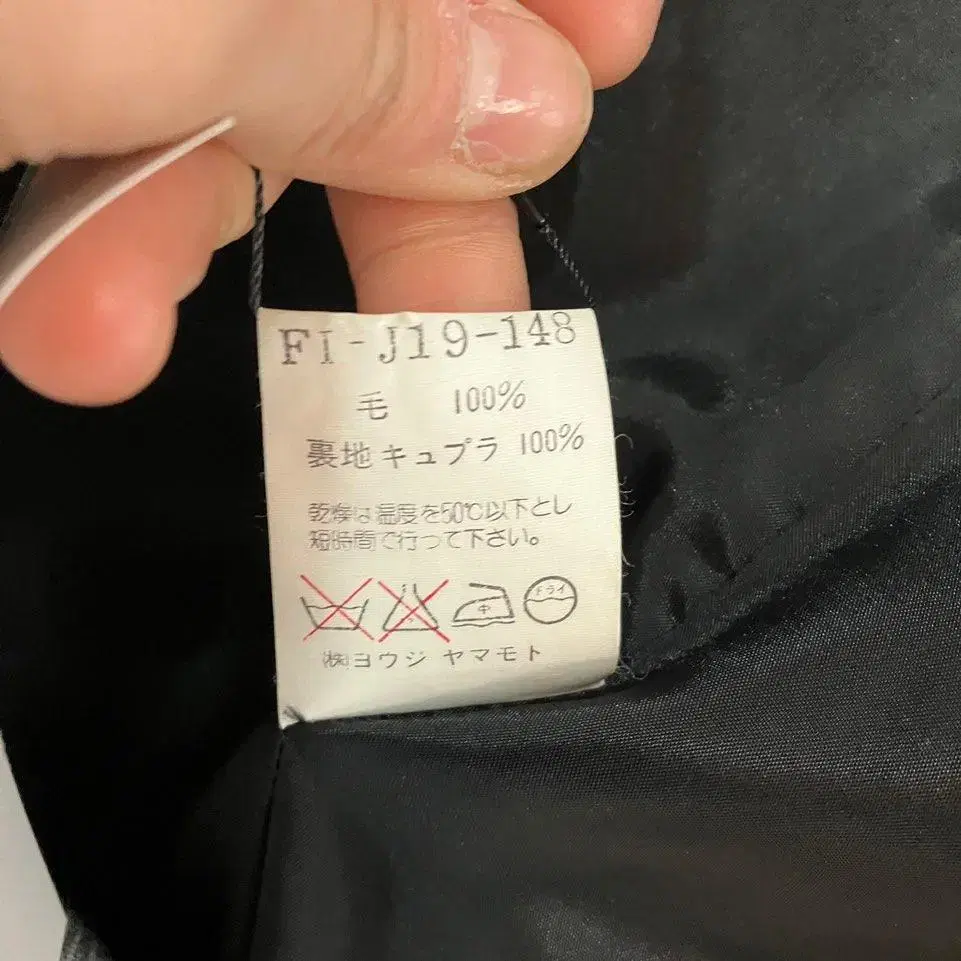 FI-J19-148
毛 100%
裏地キュプラ 100%
乾燥は温度を50℃以下とし
短時間で行って下さい。
中 ドライ
(株)ヨウジ ヤマモト